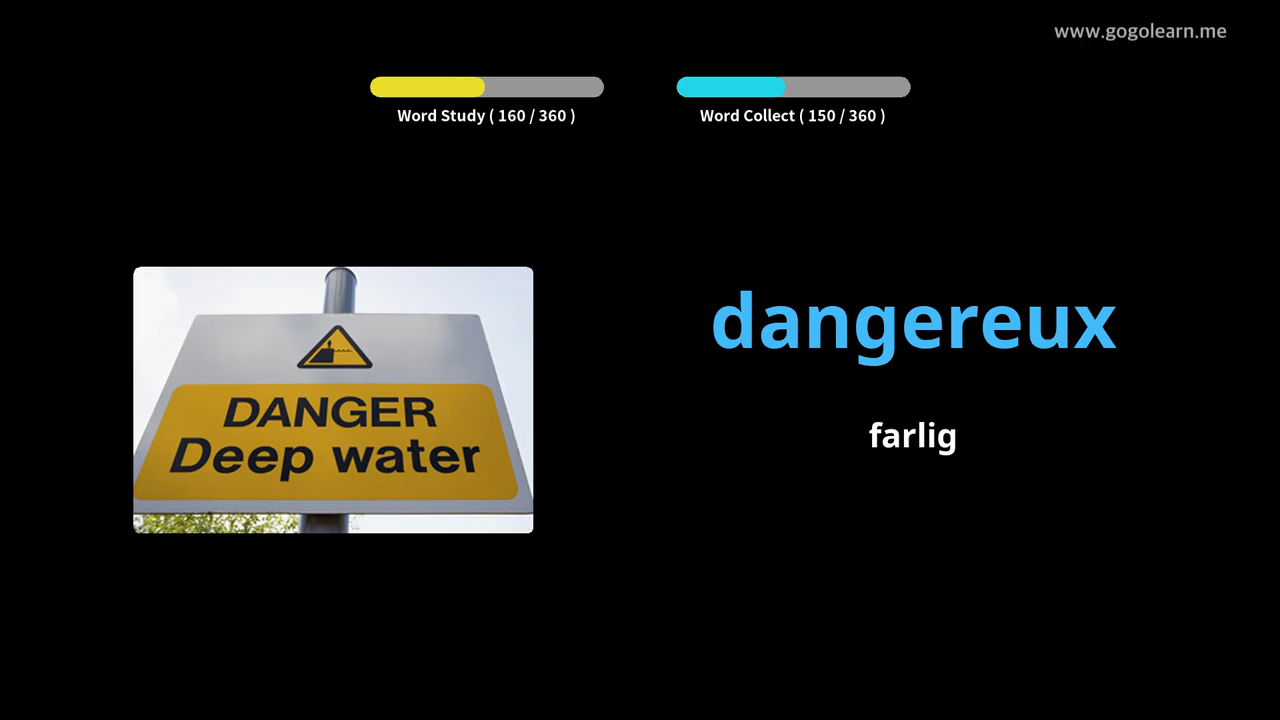 www.gogolearn.me
Word Study ( 160 / 360 )
Word Collect ( 150 / 360 )
DANGER
Deep water
dangereux
farlig